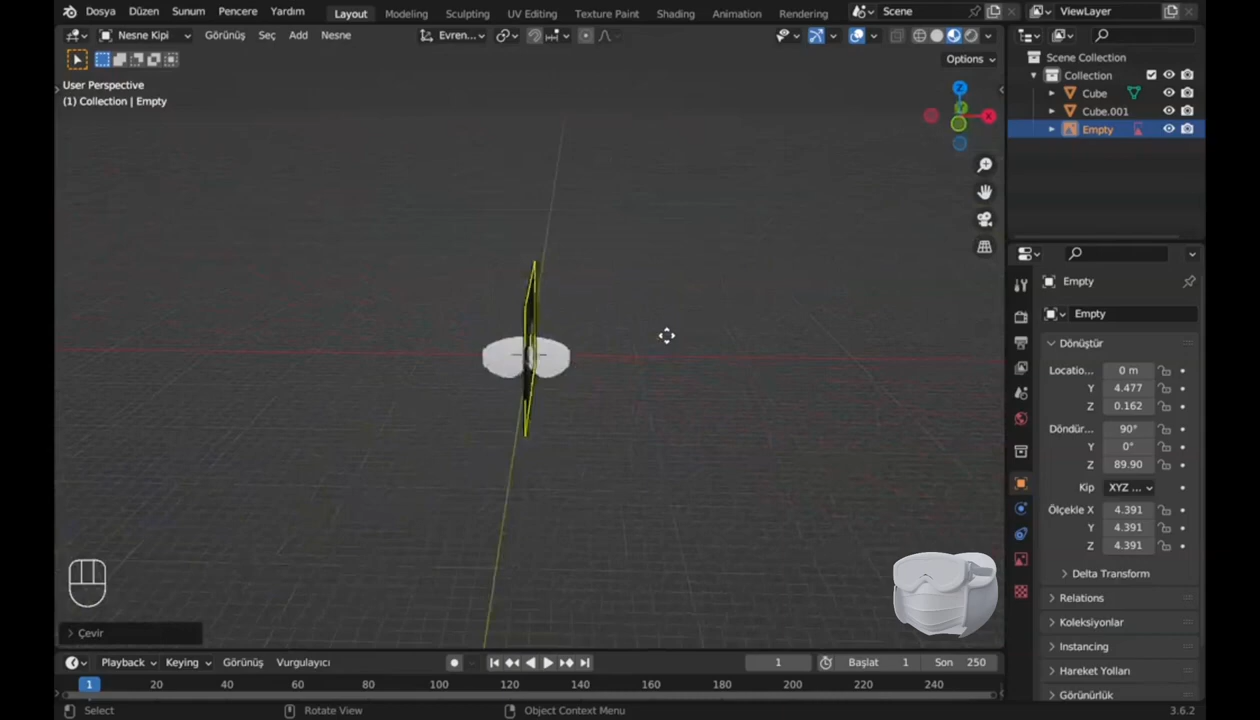 Dosya Düzen Sunum Pencere Yardım Layout Modeling Sculpting UV Editing Texture Paint Shading Animation Rendering Scene ViewLayer
Nesne Kipi Görünüş Seç Add Nesne Evren...
Options
User Perspective
(1) Collection | Empty
Z
Y
X
Scene Collection
Collection
Cube
Cube.001
Empty
Empty
Empty
Dönüştür
Locatio... 0 m
Y 4.477
Z 0.162
Döndür... 90°
Y 0°
Z 89.90
Kip XYZ ...
Ölçekle X 4.391
Y 4.391
Z 4.391
Delta Transform
Relations
Koleksiyonlar
Instancing
Hareket Yolları
Görünürlük
Çevir
Playback Keying Görünüş Vurgulayıcı 1 Başlat 1 Son 250
1 20 40 60 80 100 120 140 160 180 200 220 240
Select Rotate View Object Context Menu 3.6.2